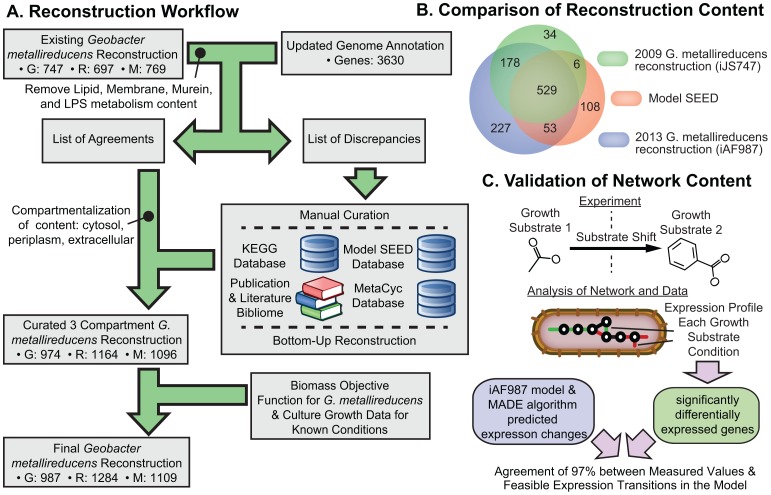 A. Reconstruction Workflow
Existing Geobacter
metallireducens Reconstruction
• G: 747 • R: 697 • M: 769
Updated Genome Annotation
• Genes: 3630
Remove Lipid, Membrane, Murein,
and LPS metabolism content
List of Agreements
List of Discrepancies
Compartmentalization
of content: cytosol,
periplasm, extracellular
Manual Curation
KEGG
Database
Model SEED
Database
Publication
& Literature
Bibliome
MetaCyc
Database
Bottom-Up Reconstruction
Curated 3 Compartment G.
metallireducens Reconstruction
• G: 974 • R: 1164 • M: 1096
Biomass Objective
Function for G. metallireducens
& Culture Growth Data for
Known Conditions
Final Geobacter
metallireducens Reconstruction
• G: 987 • R: 1284 • M: 1109
B. Comparison of Reconstruction Content
34
178
6
529
108
227
53
2009 G. metallireducens
reconstruction (iJS747)
Model SEED
2013 G. metallireducens
reconstruction (iAF987)
C. Validation of Network Content
Experiment
Growth
Substrate 1
Substrate Shift
Growth
Substrate 2
O
O
O
O
Analysis of Network and Data
Expression Profile
Each Growth
Substrate
Condition
iAF987 model &
MADE algorithm
predicted
expresson changes
significantly
differentially
expressed genes
Agreement of 97% between Measured Values &
Feasible Expression Transitions in the Model